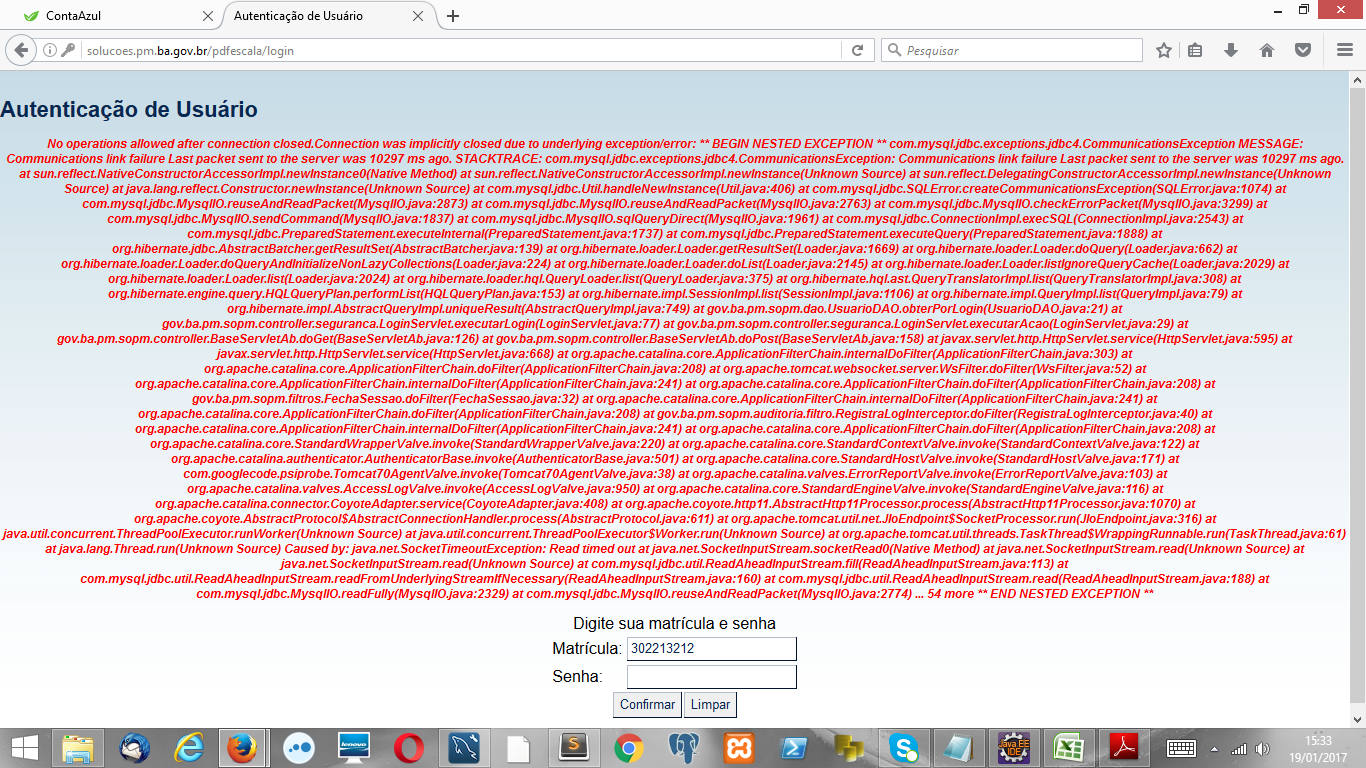 ContaAzul
Autenticação de Usuário
solucoes.pm.ba.gov.br/pdfescala/login
Pesquisar
Autenticação de Usuário
No operations allowed after connection closed.Connection was implicitly closed due to underlying exception/error: ** BEGIN NESTED EXCEPTION ** com.mysql.jdbc.exceptions.jdbc4.CommunicationsException MESSAGE:
Communications link failure Last packet sent to the server was 10297 ms ago. STACKTRACE: com.mysql.jdbc.exceptions.jdbc4.CommunicationsException: Communications link failure Last packet sent to the server was 10297 ms ago.
at sun.reflect.NativeConstructorAccessorImpl.newInstance0(Native Method) at sun.reflect.NativeConstructorAccessorImpl.newInstance(Unknown Source) at sun.reflect.DelegatingConstructorAccessorImpl.newInstance(Unknown
Source) at java.lang.reflect.Constructor.newInstance(Unknown Source) at com.mysql.jdbc.Util.handleNewInstance(Util.java:406) at com.mysql.jdbc.SQLError.createCommunicationsException(SQLError.java:1074) at
com.mysql.jdbc.MysqlIO.reuseAndReadPacket(MysqlIO.java:2873) at com.mysql.jdbc.MysqlIO.reuseAndReadPacket(MysqlIO.java:2763) at com.mysql.jdbc.MysqlIO.checkErrorPacket(MysqlIO.java:3299) at
com.mysql.jdbc.MysqlIO.sendCommand(MysqlIO.java:1837) at com.mysql.jdbc.MysqlIO.sqlQueryDirect(MysqlIO.java:1961) at com.mysql.jdbc.ConnectionImpl.execSQL(ConnectionImpl.java:2543) at
com.mysql.jdbc.PreparedStatement.executeInternal(PreparedStatement.java:1737) at com.mysql.jdbc.PreparedStatement.executeQuery(PreparedStatement.java:1888) at
org.hibernate.jdbc.AbstractBatcher.getResultSet(AbstractBatcher.java:139) at org.hibernate.loader.Loader.getResultSet(Loader.java:1669) at org.hibernate.loader.Loader.doQuery(Loader.java:662) at
org.hibernate.loader.Loader.doQueryAndInitializeNonLazyCollections(Loader.java:224) at org.hibernate.loader.Loader.doList(Loader.java:2145) at org.hibernate.loader.Loader.listIgnoreQueryCache(Loader.java:2029) at
org.hibernate.loader.Loader.list(Loader.java:2024) at org.hibernate.loader.hql.QueryLoader.list(QueryLoader.java:375) at org.hibernate.hql.ast.QueryTranslatorImpl.list(QueryTranslatorImpl.java:308) at
org.hibernate.engine.query.HQLQueryPlan.performList(HQLQueryPlan.java:153) at org.hibernate.impl.SessionImpl.list(SessionImpl.java:1106) at org.hibernate.impl.QueryImpl.list(QueryImpl.java:79) at
org.hibernate.impl.AbstractQueryImpl.uniqueResult(AbstractQueryImpl.java:749) at gov.ba.pm.sopm.dao.UsuarioDAO.obterPorLogin(UsuarioDAO.java:21) at
gov.ba.pm.sopm.controller.seguranca.LoginServlet.executarLogin(LoginServlet.java:77) at gov.ba.pm.sopm.controller.seguranca.LoginServlet.executarAcao(LoginServlet.java:29) at
gov.ba.pm.sopm.controller.BaseServletAb.doGet(BaseServletAb.java:126) at gov.ba.pm.sopm.controller.BaseServletAb.doPost(BaseServletAb.java:158) at javax.servlet.http.HttpServlet.service(HttpServlet.java:595) at
javax.servlet.http.HttpServlet.service(HttpServlet.java:668) at org.apache.catalina.core.ApplicationFilterChain.internalDoFilter(ApplicationFilterChain.java:303) at
org.apache.catalina.core.ApplicationFilterChain.doFilter(ApplicationFilterChain.java:208) at org.apache.tomcat.websocket.server.WsFilter.doFilter(WsFilter.java:52) at
org.apache.catalina.core.ApplicationFilterChain.internalDoFilter(ApplicationFilterChain.java:241) at org.apache.catalina.core.ApplicationFilterChain.doFilter(ApplicationFilterChain.java:208) at
gov.ba.pm.sopm.filtros.FechaSessao.doFilter(FechaSessao.java:32) at org.apache.catalina.core.ApplicationFilterChain.internalDoFilter(ApplicationFilterChain.java:241) at
org.apache.catalina.core.ApplicationFilterChain.doFilter(ApplicationFilterChain.java:208) at gov.ba.pm.sopm.auditoria.filtro.RegistraLogInterceptor.doFilter(RegistraLogInterceptor.java:40) at
org.apache.catalina.core.ApplicationFilterChain.internalDoFilter(ApplicationFilterChain.java:241) at org.apache.catalina.core.ApplicationFilterChain.doFilter(ApplicationFilterChain.java:208) at
org.apache.catalina.core.StandardWrapperValve.invoke(StandardWrapperValve.java:220) at org.apache.catalina.core.StandardContextValve.invoke(StandardContextValve.java:122) at
org.apache.catalina.authenticator.AuthenticatorBase.invoke(AuthenticatorBase.java:501) at org.apache.catalina.core.StandardHostValve.invoke(StandardHostValve.java:171) at
com.googlecode.psiprobe.Tomcat70AgentValve.invoke(Tomcat70AgentValve.java:38) at org.apache.catalina.valves.ErrorReportValve.invoke(ErrorReportValve.java:103) at
org.apache.catalina.valves.AccessLogValve.invoke(AccessLogValve.java:950) at org.apache.catalina.core.StandardEngineValve.invoke(StandardEngineValve.java:116) at
org.apache.catalina.connector.CoyoteAdapter.service(CoyoteAdapter.java:408) at org.apache.coyote.http11.AbstractHttp11Processor.process(AbstractHttp11Processor.java:1070) at
org.apache.coyote.AbstractProtocol$AbstractConnectionHandler.process(AbstractProtocol.java:611) at org.apache.tomcat.util.net.JIoEndpoint$SocketProcessor.run(JIoEndpoint.java:316) at
java.util.concurrent.ThreadPoolExecutor.runWorker(Unknown Source) at java.util.concurrent.ThreadPoolExecutor$Worker.run(Unknown Source) at org.apache.tomcat.util.threads.TaskThread$WrappingRunnable.run(TaskThread.java:61)
at java.lang.Thread.run(Unknown Source) Caused by: java.net.SocketTimeoutException: Read timed out at java.net.SocketInputStream.socketRead0(Native Method) at java.net.SocketInputStream.read(Unknown Source) at
java.net.SocketInputStream.read(Unknown Source) at com.mysql.jdbc.util.ReadAheadInputStream.fill(ReadAheadInputStream.java:113) at
com.mysql.jdbc.util.ReadAheadInputStream.readFromUnderlyingStreamIfNecessary(ReadAheadInputStream.java:160) at com.mysql.jdbc.util.ReadAheadInputStream.read(ReadAheadInputStream.java:188) at
com.mysql.jdbc.MysqlIO.readFully(MysqlIO.java:2329) at com.mysql.jdbc.MysqlIO.reuseAndReadPacket(MysqlIO.java:2774) ... 54 more ** END NESTED EXCEPTION **
Digite sua matrícula e senha
Matrícula: 302213212
Senha:
Confirmar Limpar
lenovo
Java EE
IDE
15:33
19/01/2017